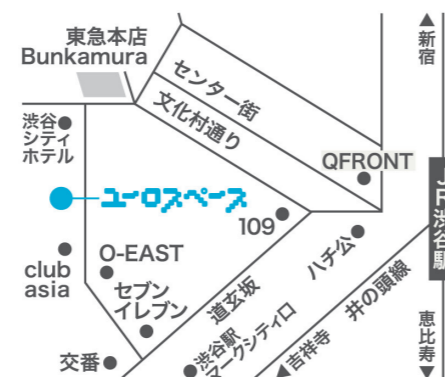 東急本店
Bunkamura
センター街
文化村通り
▲新宿
渋谷
シティ
ホテル
QFRONT
JR渋谷駅
ユーロスペース
109
ハチ公
O-EAST
club
asia
セブン
イレブン
道玄坂
井の頭線
渋谷駅
マークシティ口
◀吉祥寺
恵比寿▼
交番